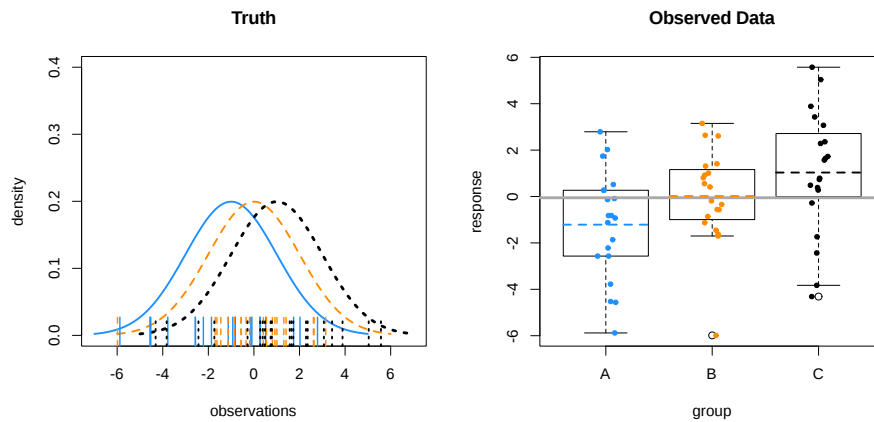 Truth
0.4
0.3
0.2
0.1
0.0
density
-6 -4 -2 0 2 4 6
observations
Observed Data
6
4
2
0
-2
-4
-6
response
A B C
group